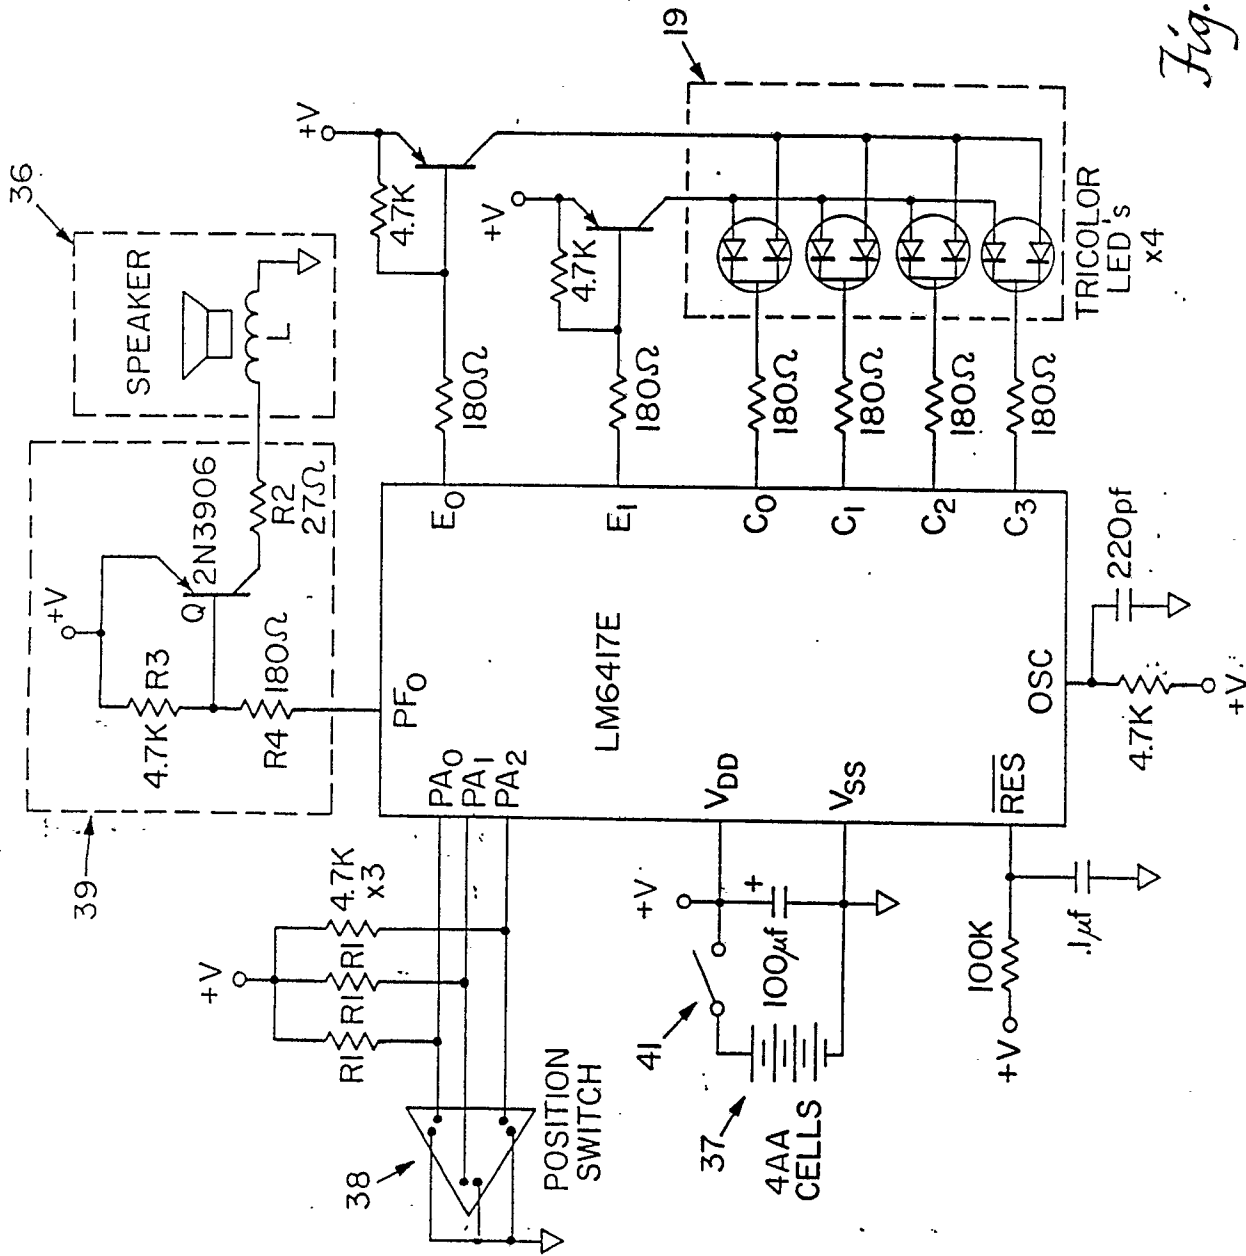 36
SPEAKER
L
+V
39
+V
Q
2N3906
R3
4.7K
R4
180Ω
R2
27Ω
4.7K
180Ω
+V
4.7K
180Ω
19
TRICOLOR
LED's
x4
180Ω
180Ω
180Ω
180Ω
PF0
E0
E1
C0
C1
C2
C3
LM6417E
PA0
PA1
PA2
VDD
VSS
RES
OSC
+V
4.7K
x3
R1
R1
R1
38
POSITION
SWITCH
+V
+
100µf
41
37
4AA
CELLS
100K
+V
.1µf
220pf
4.7K
+V
Fig.